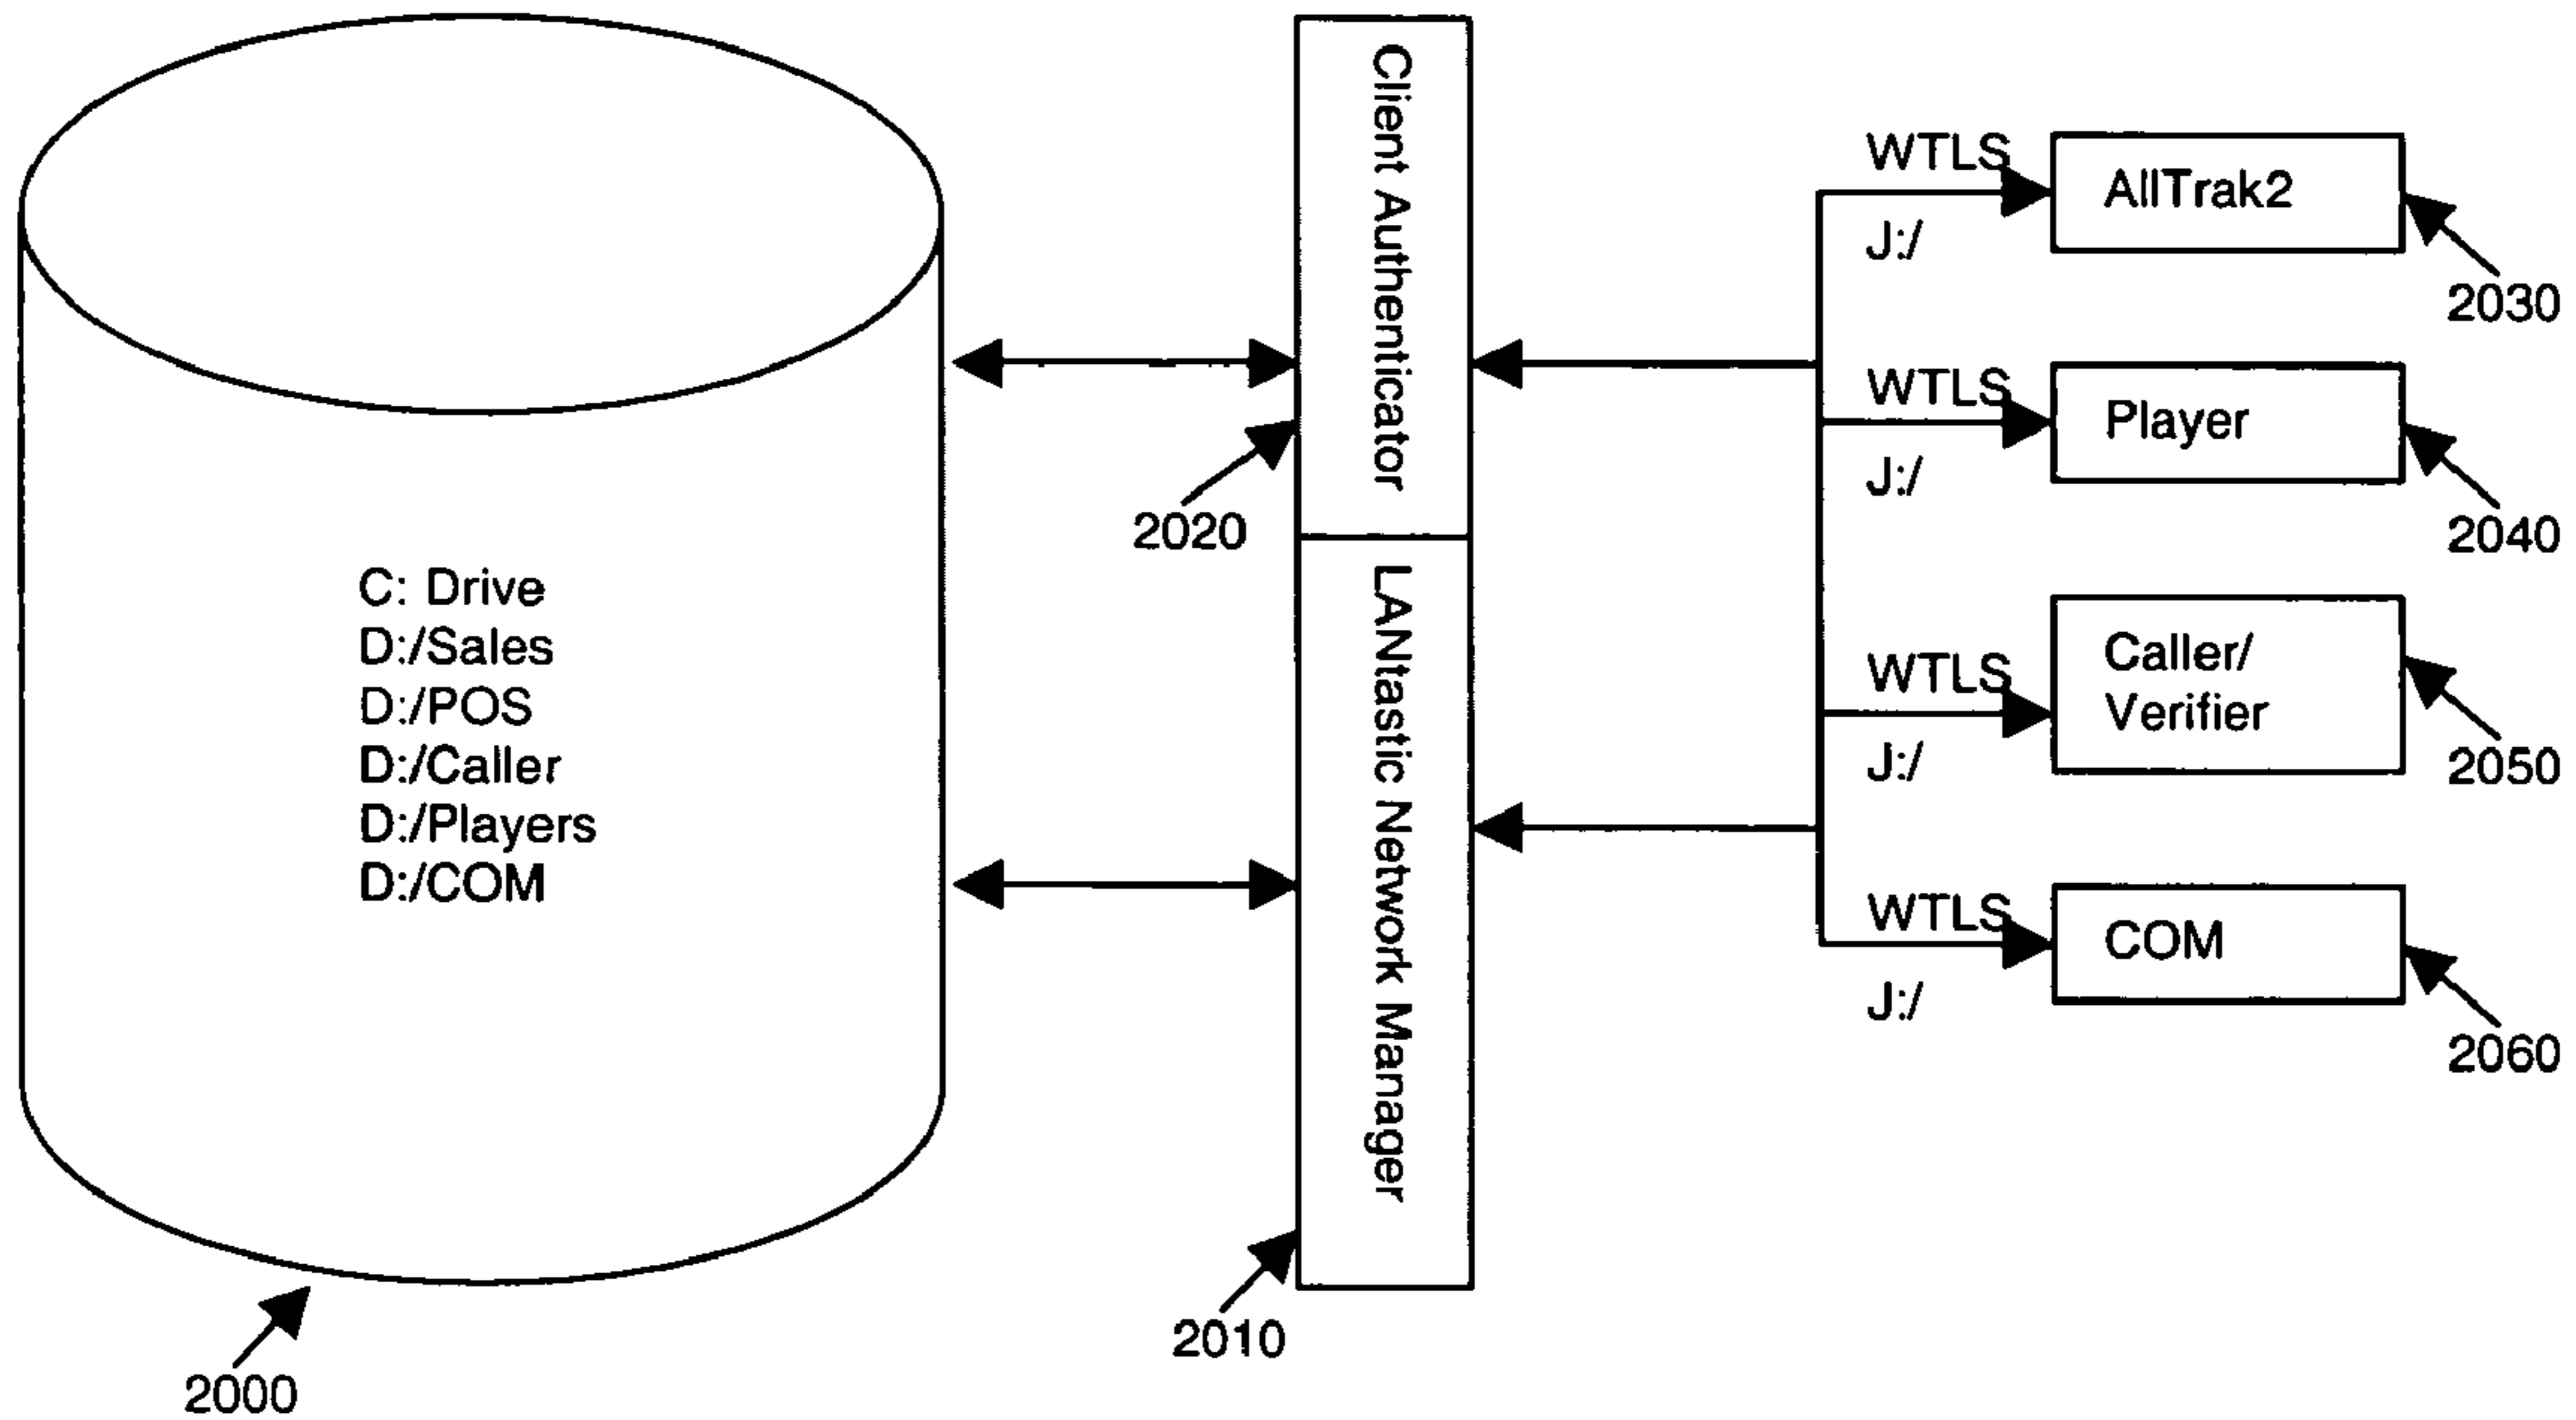 C: Drive
D:/Sales
D:/POS
D:/Caller
D:/Players
D:/COM
2000
Client Authenticator
2020
LANtastic Network Manager
2010
WTLS
J:/
AllTrak2
2030
WTLS
J:/
Player
2040
WTLS
J:/
Caller/
Verifier
2050
WTLS
J:/
COM
2060